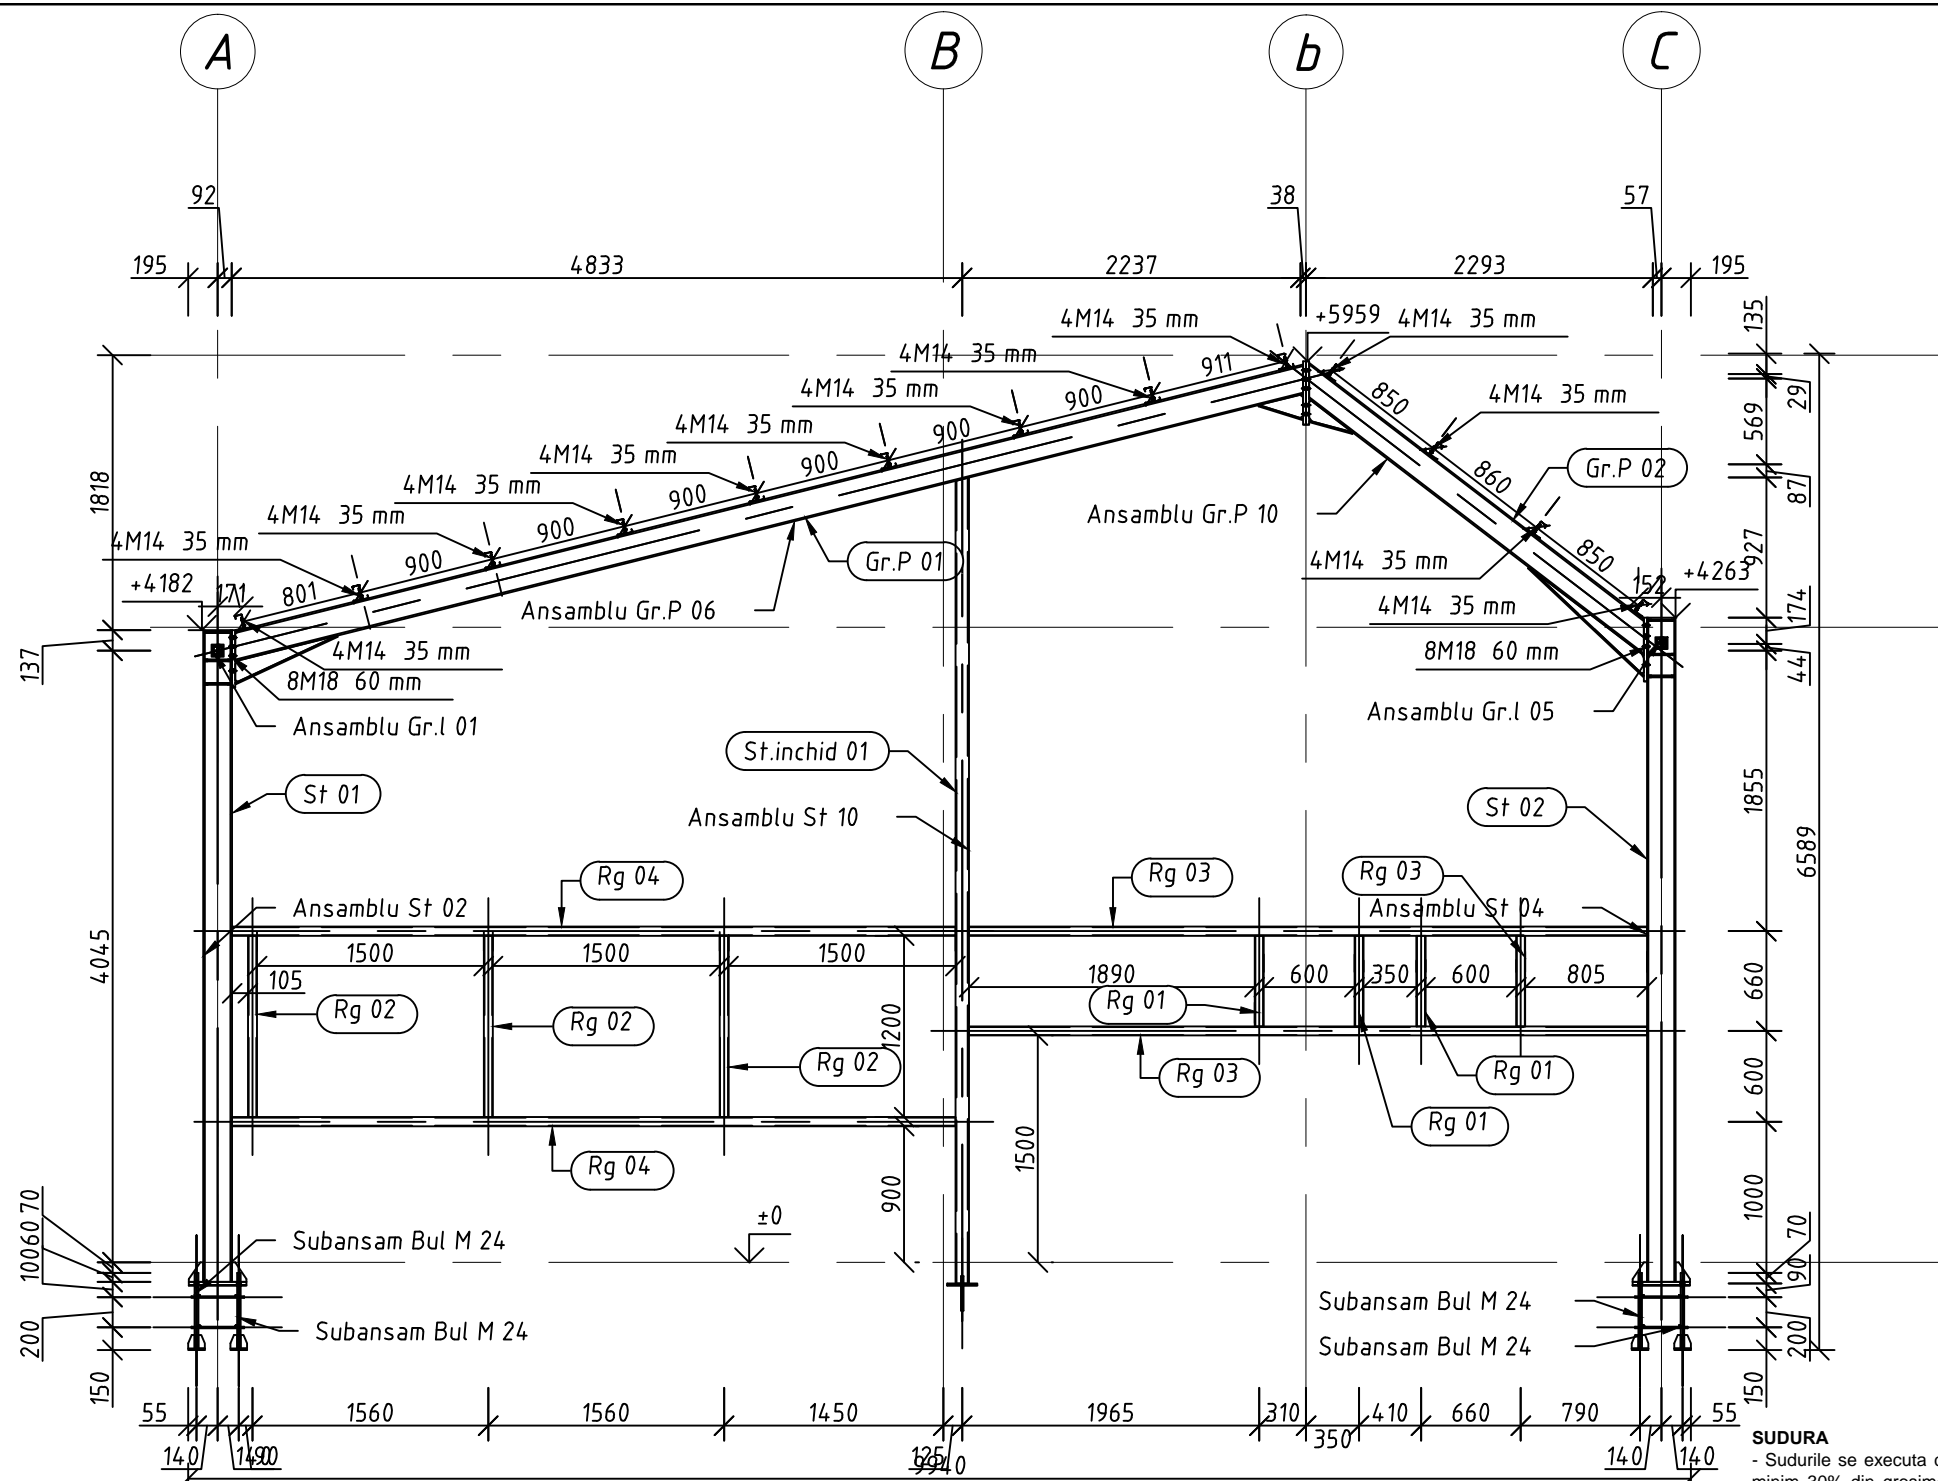 A B b C
92 38 57
195 4833 2237 2293 195
4M14 35 mm +5959 4M14 35 mm
135
4M14 35 mm 911
29
4M14 35 mm 900 850 4M14 35 mm
569
4M14 35 mm 900
4M14 35 mm 900 860 Gr.P 02
87
1818
4M14 35 mm 900 Ansamblu Gr.P 10
4M14 35 mm 900
4M14 35 mm 900 Gr.P 01 4M14 35 mm 850
927
+4182 171 801 Ansamblu Gr.P 06 152 +4263
4M14 35 mm
174
137 4M14 35 mm 8M18 60 mm
44
8M18 60 mm
Ansamblu Gr.l 01 Ansamblu Gr.l 05
St.inchid 01
St 01 St 02
1855
Ansamblu St 10
6589
Rg 04 Rg 03 Rg 03
Ansamblu St 02 Ansamblu St 04
4045
1500 1500 1500
105 1890 600 350 600 805
660
Rg 02 Rg 02 Rg 01
1200
Rg 02 Rg 03 Rg 01
600
Rg 01
1500
Rg 04
900
1000
70
60
100
±0
70
90
Subansam Bul M 24
Subansam Bul M 24
Subansam Bul M 24
Subansam Bul M 24
200 200
150 150
55 1560 1560 1450 1965 310 350 410 660 790 55
140 140 190 125 140 140
9940
SUDURA
- Sudurile se executa